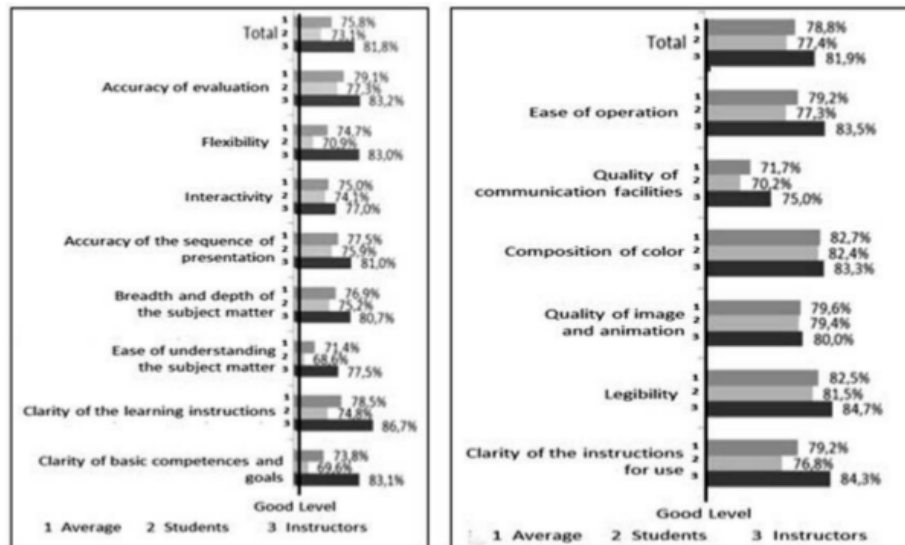 1 75,8%
Total 2 73,1%
3 81,8%
1 79,1%
Accuracy of evaluation 2 77,3%
3 83,2%
1 74,7%
Flexibility 2 70,9%
3 83,0%
1 75,0%
Interactivity 2 74,1%
3 77,0%
Accuracy of the sequence of 1 77,5%
presentation 2 75,9%
3 81,0%
Breadth and depth of 1 76,9%
the subject matter 2 75,2%
3 80,7%
Ease of understanding 1 71,4%
the subject matter 2 68,6%
3 77,5%
1 78,5%
Clarity of the learning instructions 2 74,8%
3 86,7%
Clarity of basic competences and 1 73,8%
goals 2 69,6%
3 83,1%
Good Level
1 Average 2 Students 3 Instructors
1 78,8%
Total 2 77,4%
3 81,9%
1 79,2%
Ease of operation 2 77,3%
3 83,5%
Quality of 1 71,7%
communication facilities 2 70,2%
3 75,0%
1 82,7%
Composition of color 2 82,4%
3 83,3%
Quality of image 1 79,6%
and animation 2 79,4%
3 80,0%
1 82,5%
Legibility 2 81,5%
3 84,7%
Clarity of the instructions 1 79,2%
for use 2 76,8%
3 84,3%
Good Level
1 Average 2 Students 3 Instructors